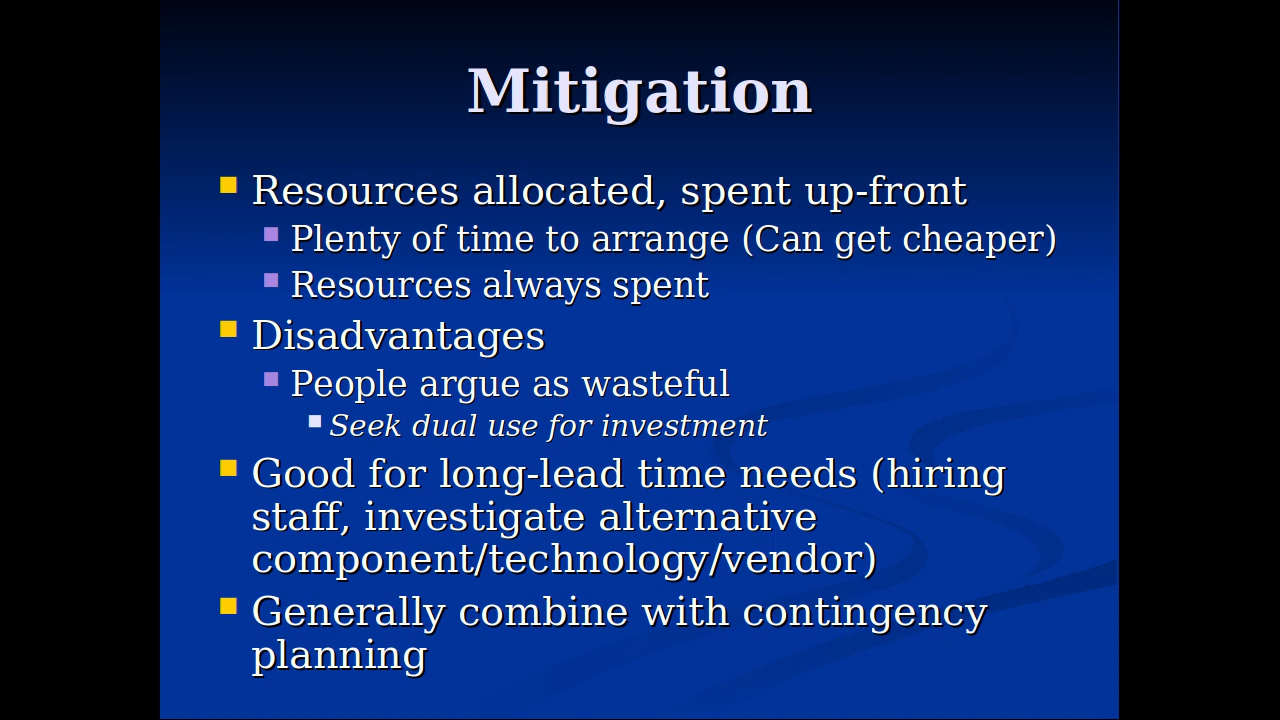 Mitigation
Resources allocated, spent up-front
Plenty of time to arrange (Can get cheaper)
Resources always spent
Disadvantages
People argue as wasteful
Seek dual use for investment
Good for long-lead time needs (hiring
staff, investigate alternative
component/technology/vendor)
Generally combine with contingency
planning